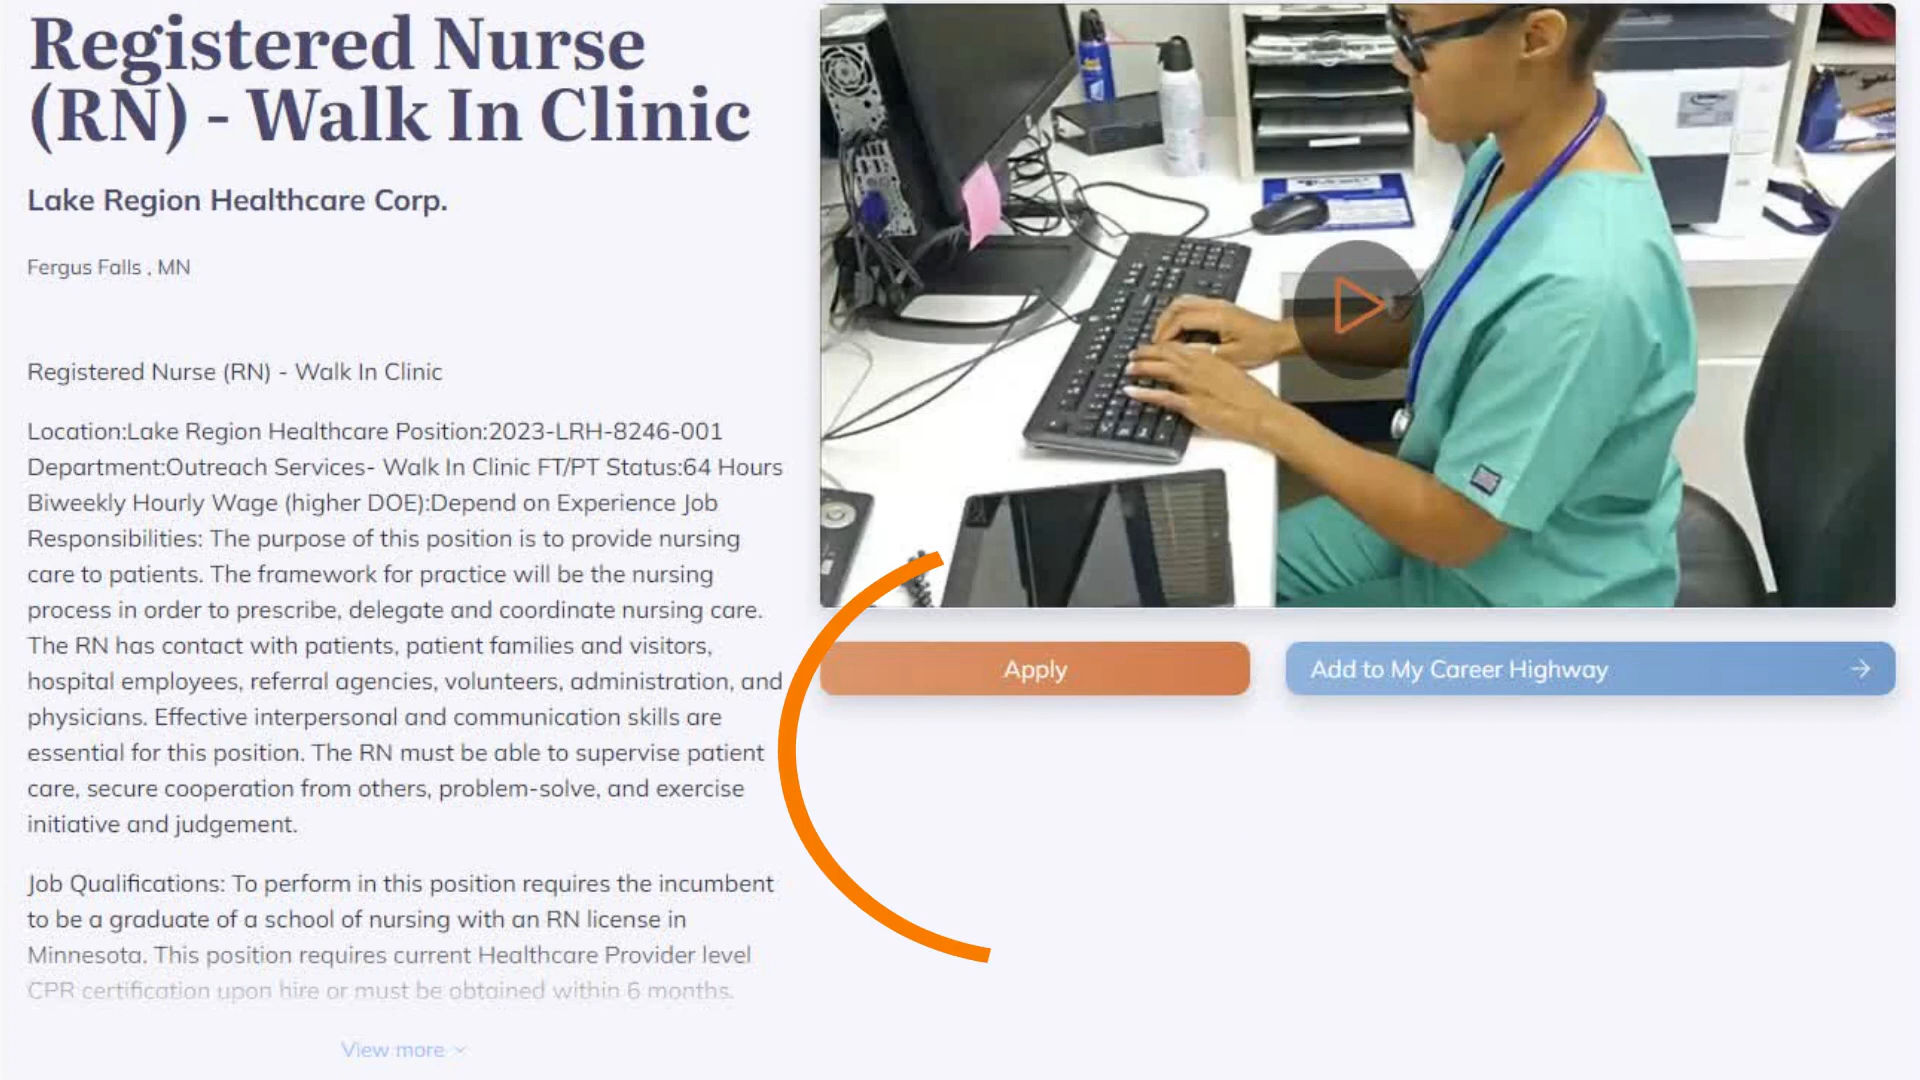 Registered Nurse
(RN) - Walk In Clinic
Lake Region Healthcare Corp.
Fergus Falls , MN
Registered Nurse (RN) - Walk In Clinic
Location:Lake Region Healthcare Position:2023-LRH-8246-001
Department:Outreach Services- Walk In Clinic FT/PT Status:64 Hours
Biweekly Hourly Wage (higher DOE):Depend on Experience Job
Responsibilities: The purpose of this position is to provide nursing
care to patients. The framework for practice will be the nursing
process in order to prescribe, delegate and coordinate nursing care.
The RN has contact with patients, patient families and visitors,
hospital employees, referral agencies, volunteers, administration, and
physicians. Effective interpersonal and communication skills are
essential for this position. The RN must be able to supervise patient
care, secure cooperation from others, problem-solve, and exercise
initiative and judgement.
Job Qualifications: To perform in this position requires the incumbent
to be a graduate of a school of nursing with an RN license in
Minnesota. This position requires current Healthcare Provider level
CPR certification upon hire or must be obtained within 6 months.
View more
Apply
Add to My Career Highway